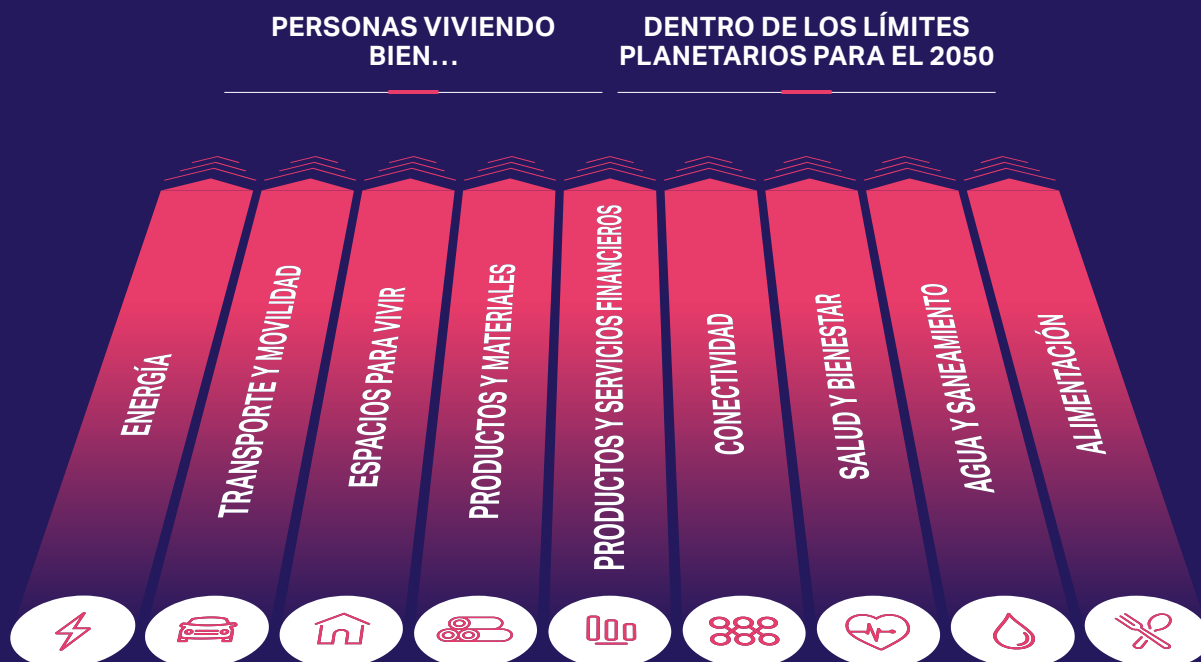 PERSONAS VIVIENDO
BIEN...
DENTRO DE LOS LÍMITES
PLANETARIOS PARA EL 2050
ENERGÍA
TRANSPORTE Y MOVILIDAD
ESPACIOS PARA VIVIR
PRODUCTOS Y MATERIALES
PRODUCTOS Y SERVICIOS FINANCIEROS
CONECTIVIDAD
SALUD Y BIENESTAR
AGUA Y SANEAMIENTO
ALIMENTACIÓN